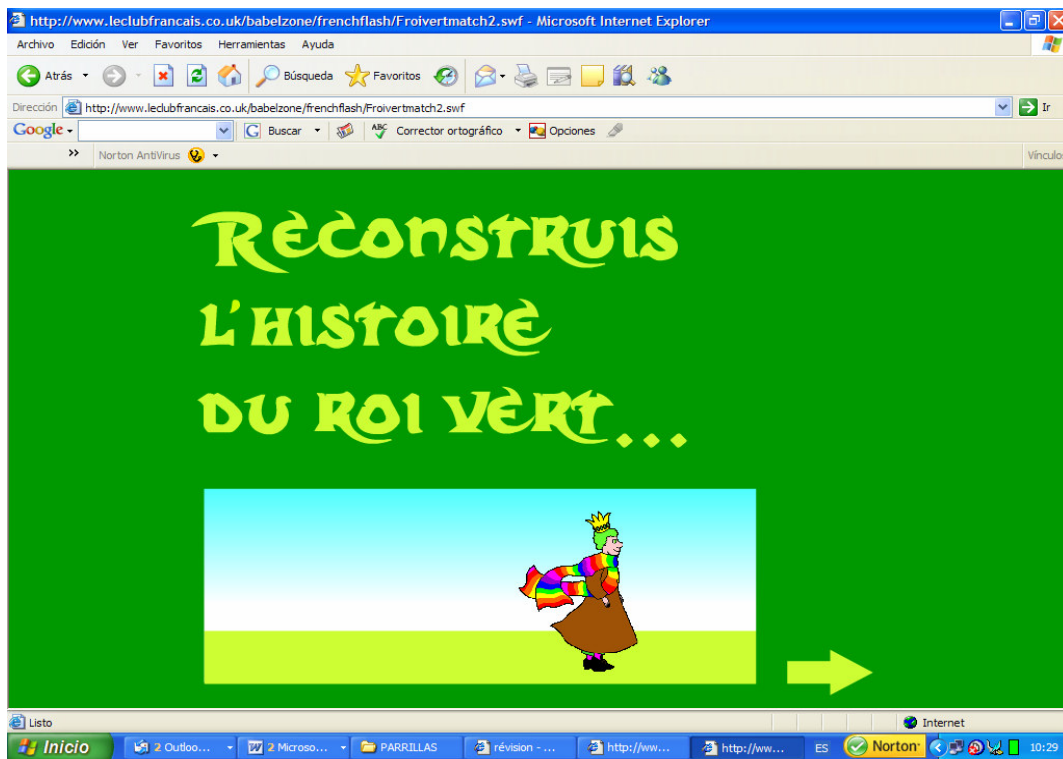 http://www.leclubfrancais.co.uk/babelzone/frenchflash/Froivertmatch2.swf - Microsoft Internet Explorer
Archivo Edición Ver Favoritos Herramientas Ayuda
Atrás Búsqueda Favoritos
Dirección http://www.leclubfrancais.co.uk/babelzone/frenchflash/Froivertmatch2.swf Ir
Google Buscar ABC Corrector ortográfico Opciones
» Norton AntiVirus Vínculo
Reconstruis
l'histoire
du roi vert...
Listo Internet
Inicio 2 Outloo... 2 Microso... PARRILLAS révision - ... http://ww... http://ww... ES Norton 10:29